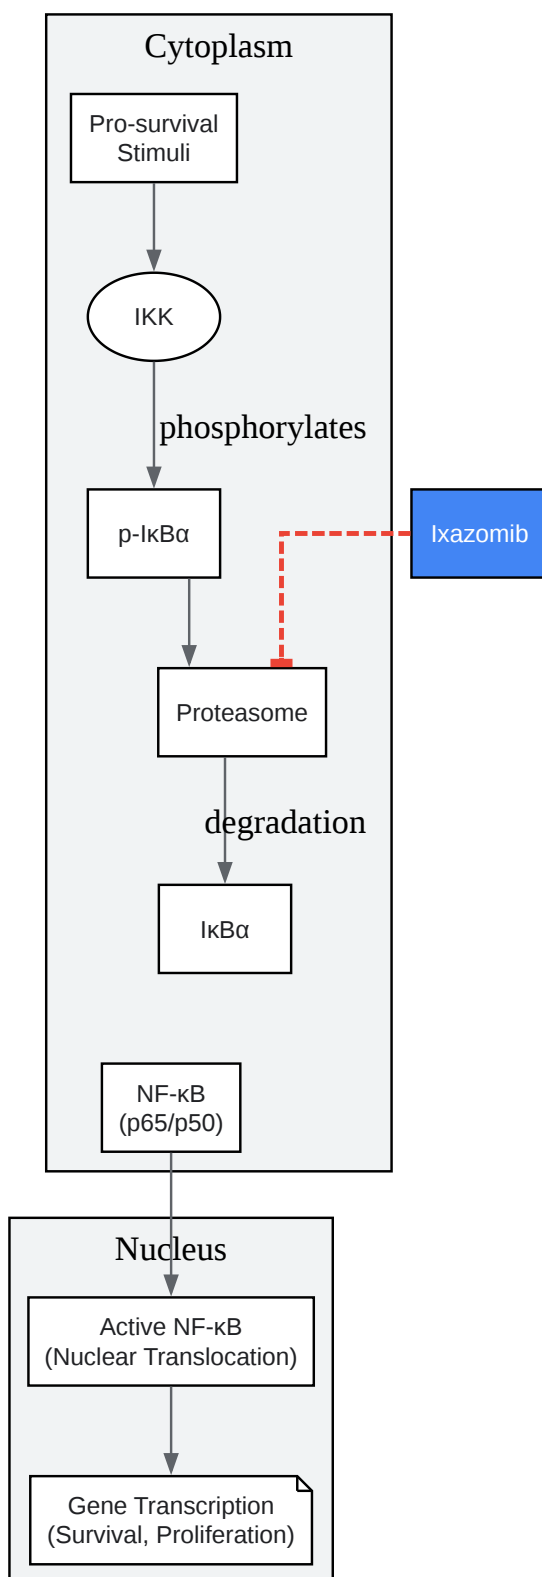 Cytoplasm
Pro-survival
Stimuli
IKK
phosphorylates
p-IκBα
Ixazomib
Proteasome
degradation
IκBα
NF-κB
(p65/p50)
Nucleus
Active NF-κB
(Nuclear Translocation)
Gene Transcription
(Survival, Proliferation)